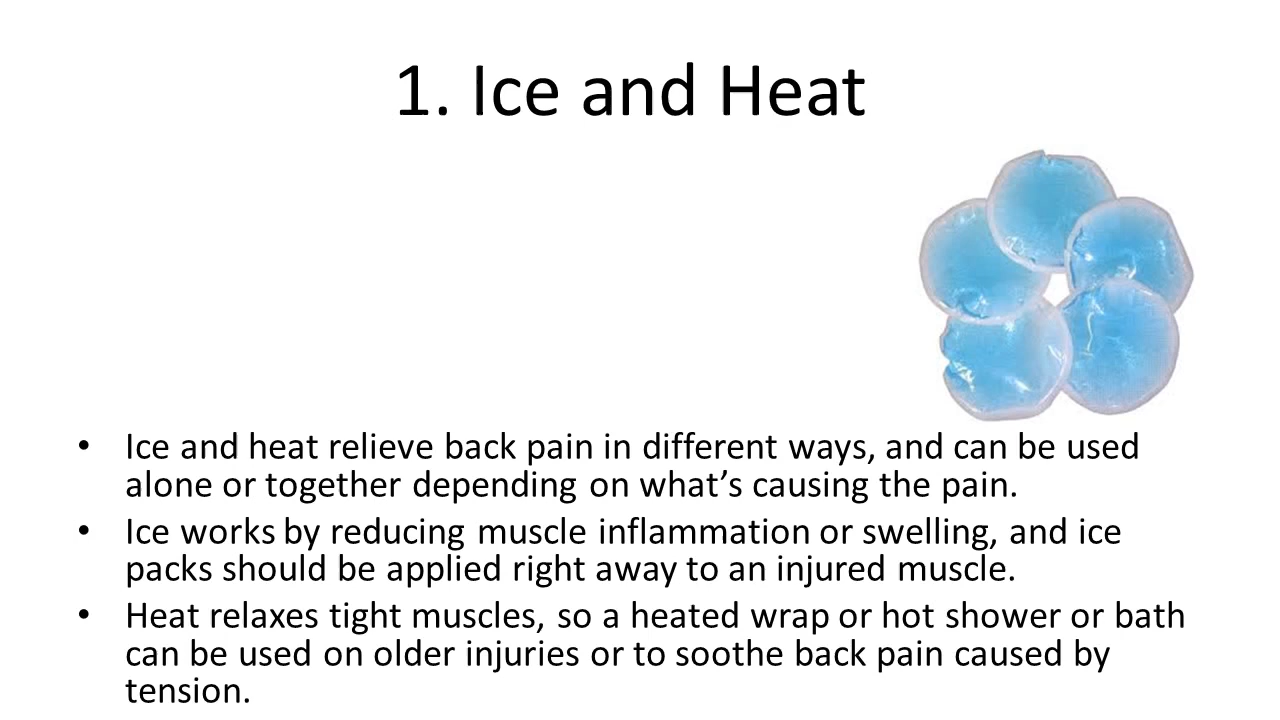 1. Ice and Heat
• Ice and heat relieve back pain in different ways, and can be used
alone or together depending on what’s causing the pain.
• Ice works by reducing muscle inflammation or swelling, and ice
packs should be applied right away to an injured muscle.
• Heat relaxes tight muscles, so a heated wrap or hot shower or bath
can be used on older injuries or to soothe back pain caused by
tension.